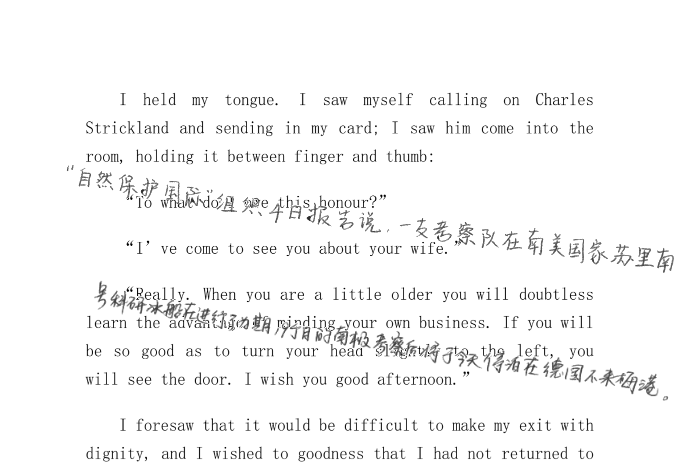 I held my tongue. I saw myself calling on Charles
Strickland and sending in my card; I saw him come into the
room, holding it between finger and thumb:
“自然保护国际”组织4日报告说，一支考察队在南美国家苏里南
“To what do I owe this honour?”
“I’ve come to see you about your wife.”
号科研冰船在进行为期 行日的南极考察后将于今天停泊在德国不来梅港。
“Really. When you are a little older you will doubtless
learn the advantage of minding your own business. If you will
be so good as to turn your head slightly to the left, you
will see the door. I wish you good afternoon.”
I foresaw that it would be difficult to make my exit with
dignity, and I wished to goodness that I had not returned to